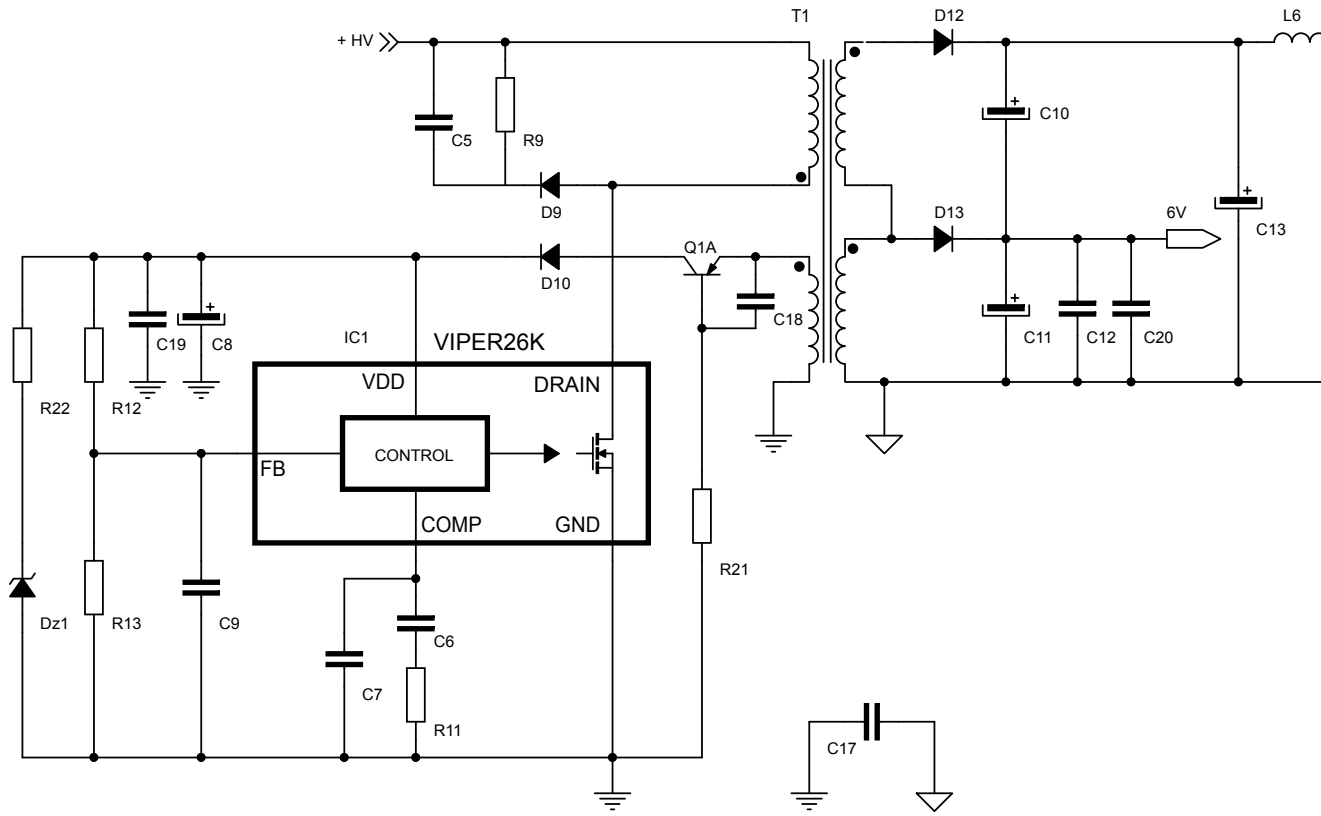 T1
D12
L6
+ HV
+
C10
C5
R9
D9
D13
6V
+
C13
Q1A
D10
+
C18
C11
C12
C20
+
C19
C8
IC1
VIPER26K
R22
R12
VDD
DRAIN
CONTROL
FB
COMP
GND
R21
Dz1
R13
C9
C6
C7
R11
C17